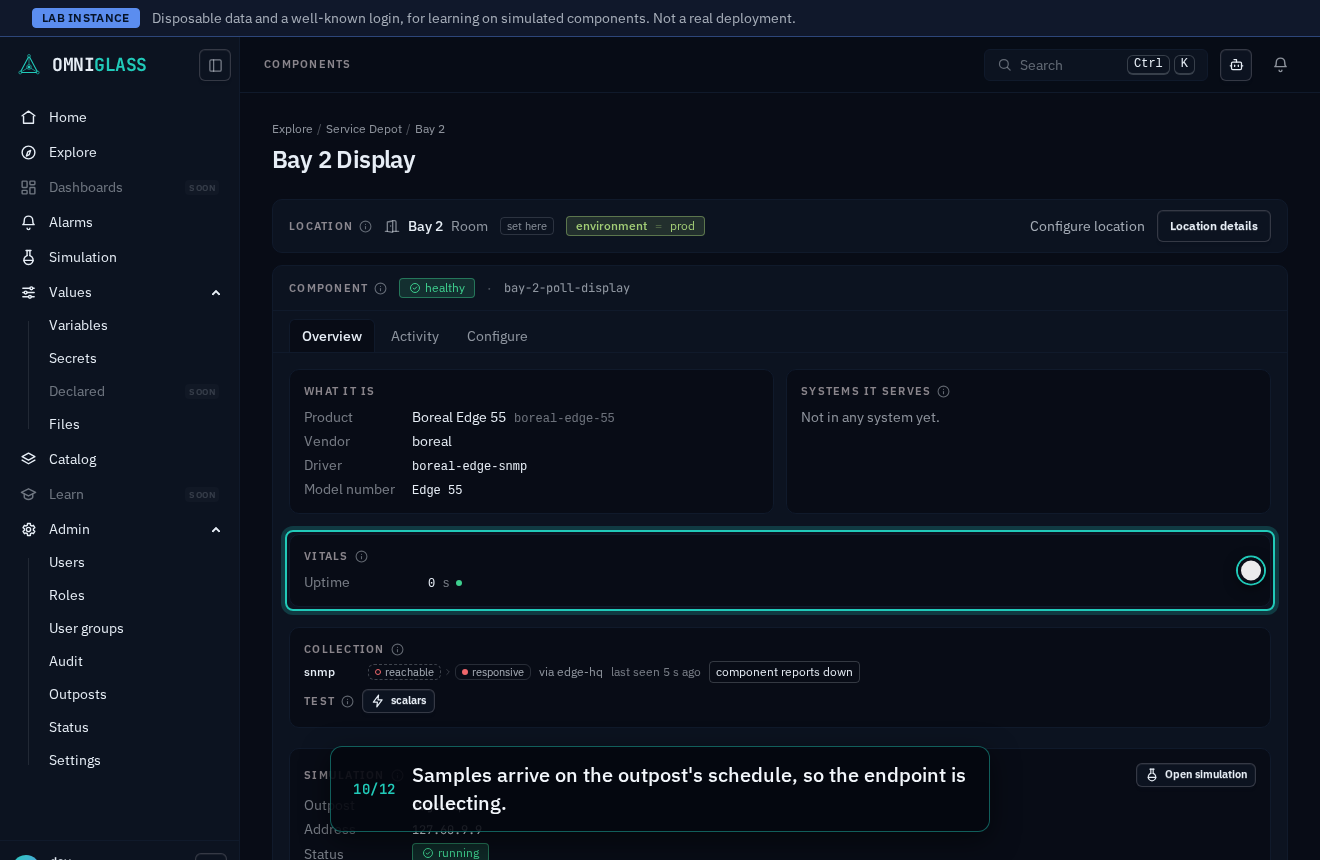 LAB INSTANCE Disposable data and a well-known login, for learning on simulated components. Not a real deployment.
OMNIGLASS
COMPONENTS
Search Ctrl K
Home
Explore
Dashboards SOON
Alarms
Simulation
Values
Variables
Secrets
Declared SOON
Files
Catalog
Learn SOON
Admin
Users
Roles
User groups
Audit
Outposts
Status
Settings
Explore / Service Depot / Bay 2
Bay 2 Display
LOCATION Bay 2 Room set here environment = prod Configure location Location details
COMPONENT healthy · bay-2-poll-display
Overview Activity Configure
WHAT IT IS
Product Boreal Edge 55 boreal-edge-55
Vendor boreal
Driver boreal-edge-snmp
Model number Edge 55
SYSTEMS IT SERVES
Not in any system yet.
VITALS
Uptime 0 s
COLLECTION
snmp reachable › responsive via edge-hq last seen 5 s ago component reports down
TEST scalars
SIMULATION Open simulation
Outpost
Address
Status running
10/12 Samples arrive on the outpost's schedule, so the endpoint is
collecting.